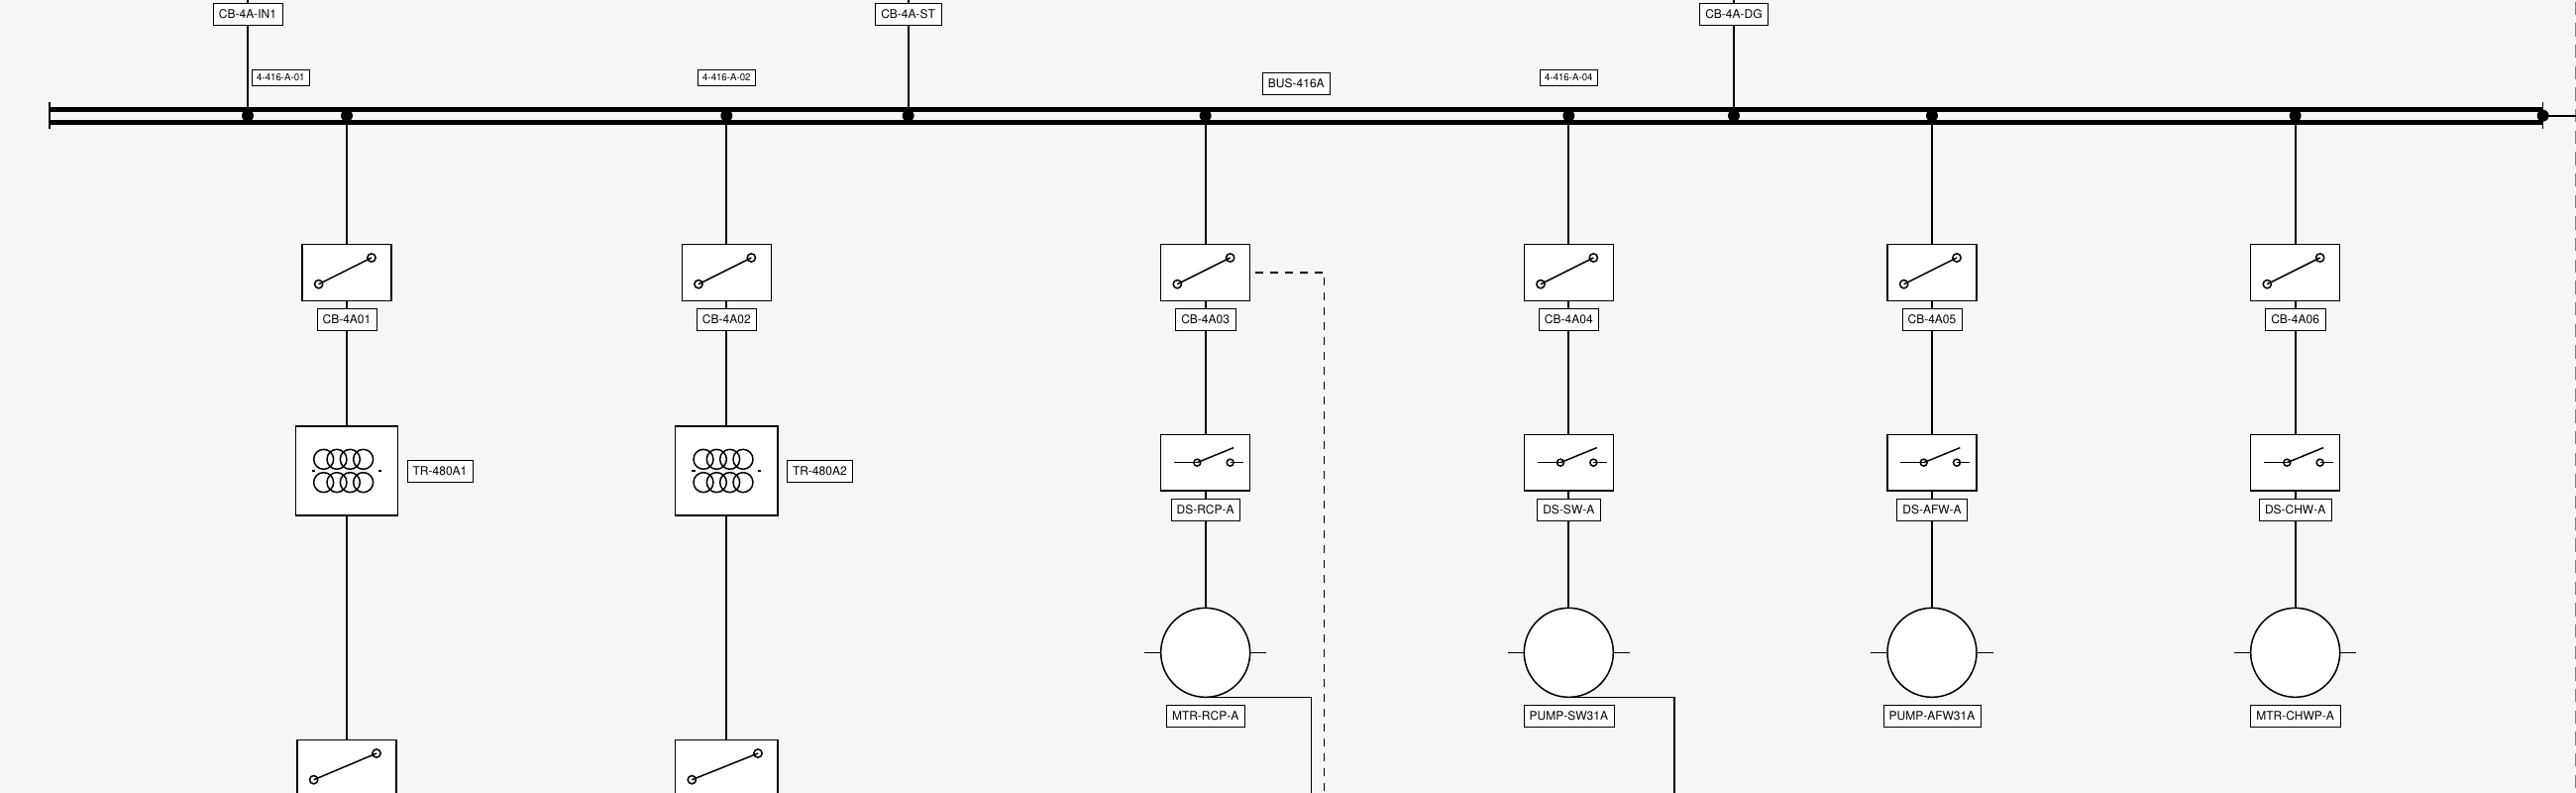 CB-4A-IN1
CB-4A-ST
CB-4A-DG
4-416-A-01
4-416-A-02
BUS-416A
4-416-A-04
CB-4A01
CB-4A02
CB-4A03
CB-4A04
CB-4A05
CB-4A06
TR-480A1
TR-480A2
DS-RCP-A
DS-SW-A
DS-AFW-A
DS-CHW-A
MTR-RCP-A
PUMP-SW31A
PUMP-AFW31A
MTR-CHWP-A